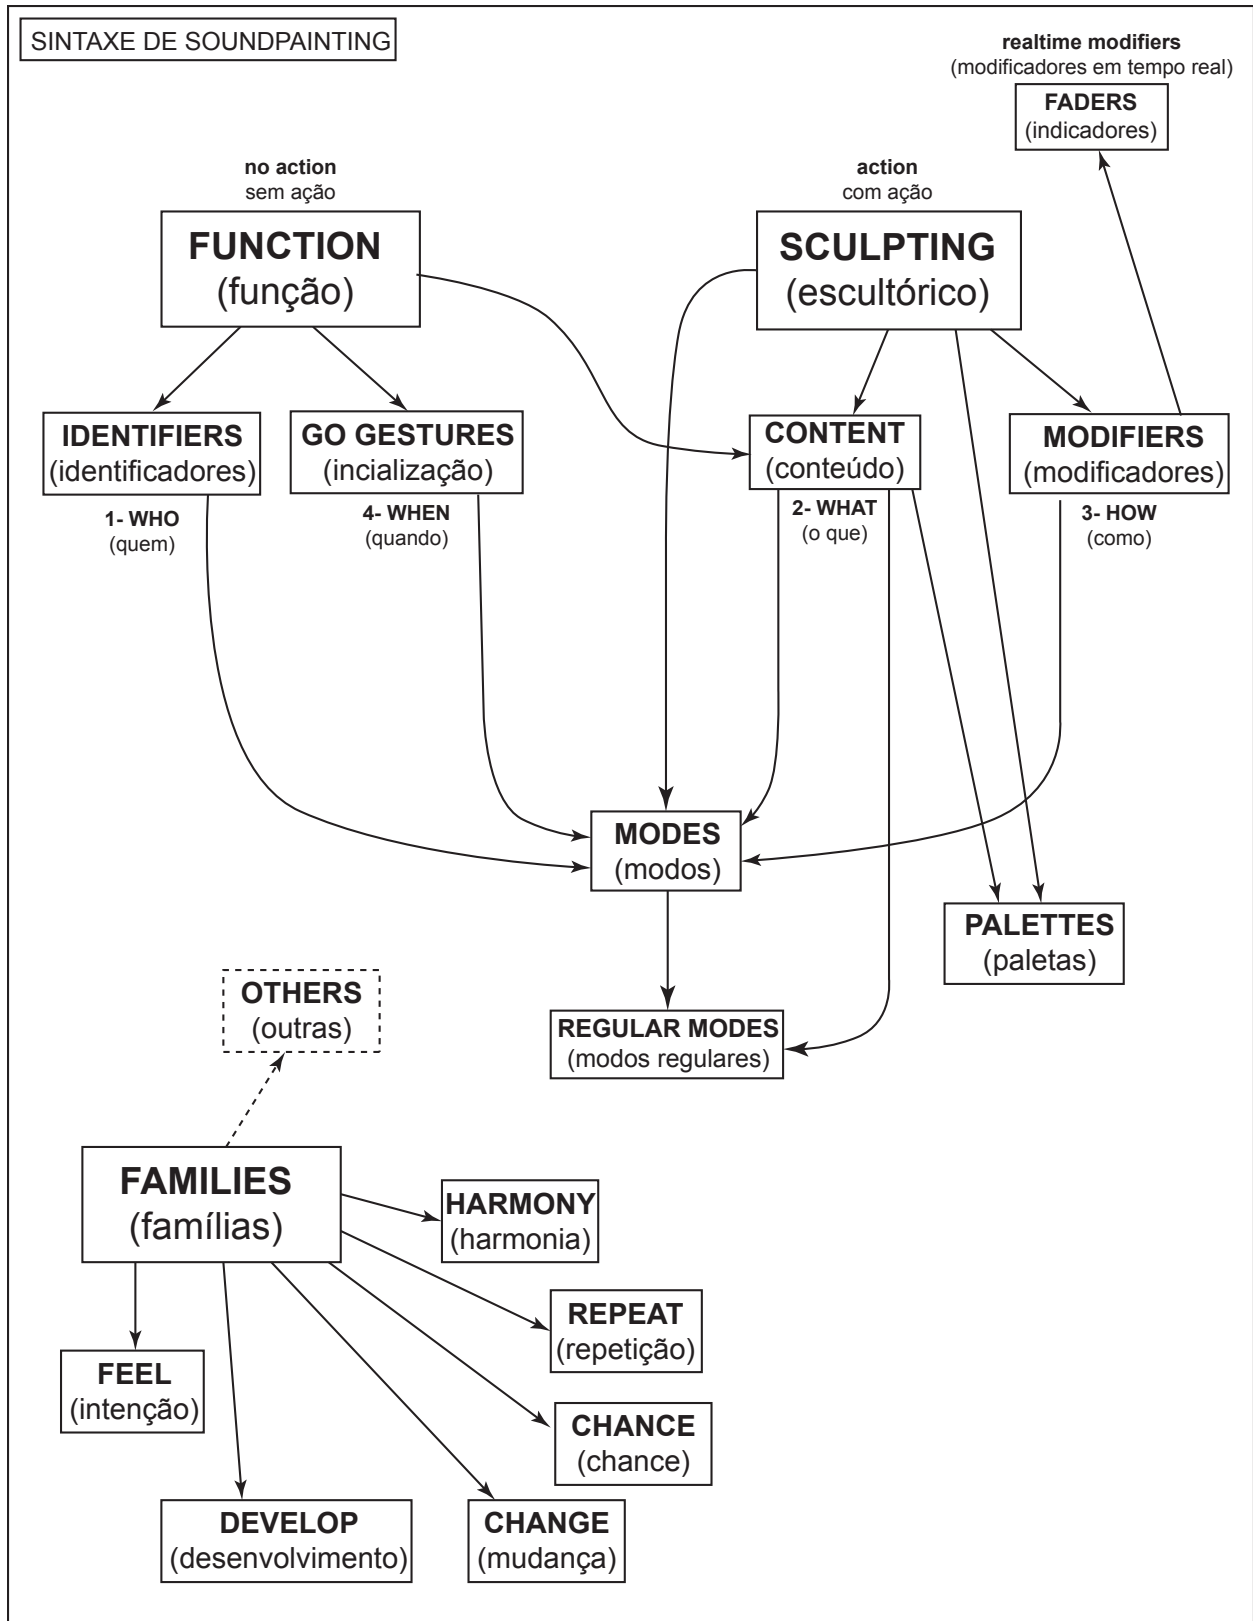 SINTAXE DE SOUNDPAINTING
realtime modifiers
(modificadores em tempo real)
FADERS
(indicadores)
no action
sem ação
action
com ação
FUNCTION
(função)
SCULPTING
(escultórico)
IDENTIFIERS
(identificadores)
GO GESTURES
(incialização)
CONTENT
(conteúdo)
MODIFIERS
(modificadores)
1- WHO
(quem)
4- WHEN
(quando)
2- WHAT
(o que)
3- HOW
(como)
MODES
(modos)
PALETTES
(paletas)
OTHERS
(outras)
REGULAR MODES
(modos regulares)
FAMILIES
(famílias)
HARMONY
(harmonia)
REPEAT
(repetição)
FEEL
(intenção)
CHANCE
(chance)
DEVELOP
(desenvolvimento)
CHANGE
(mudança)